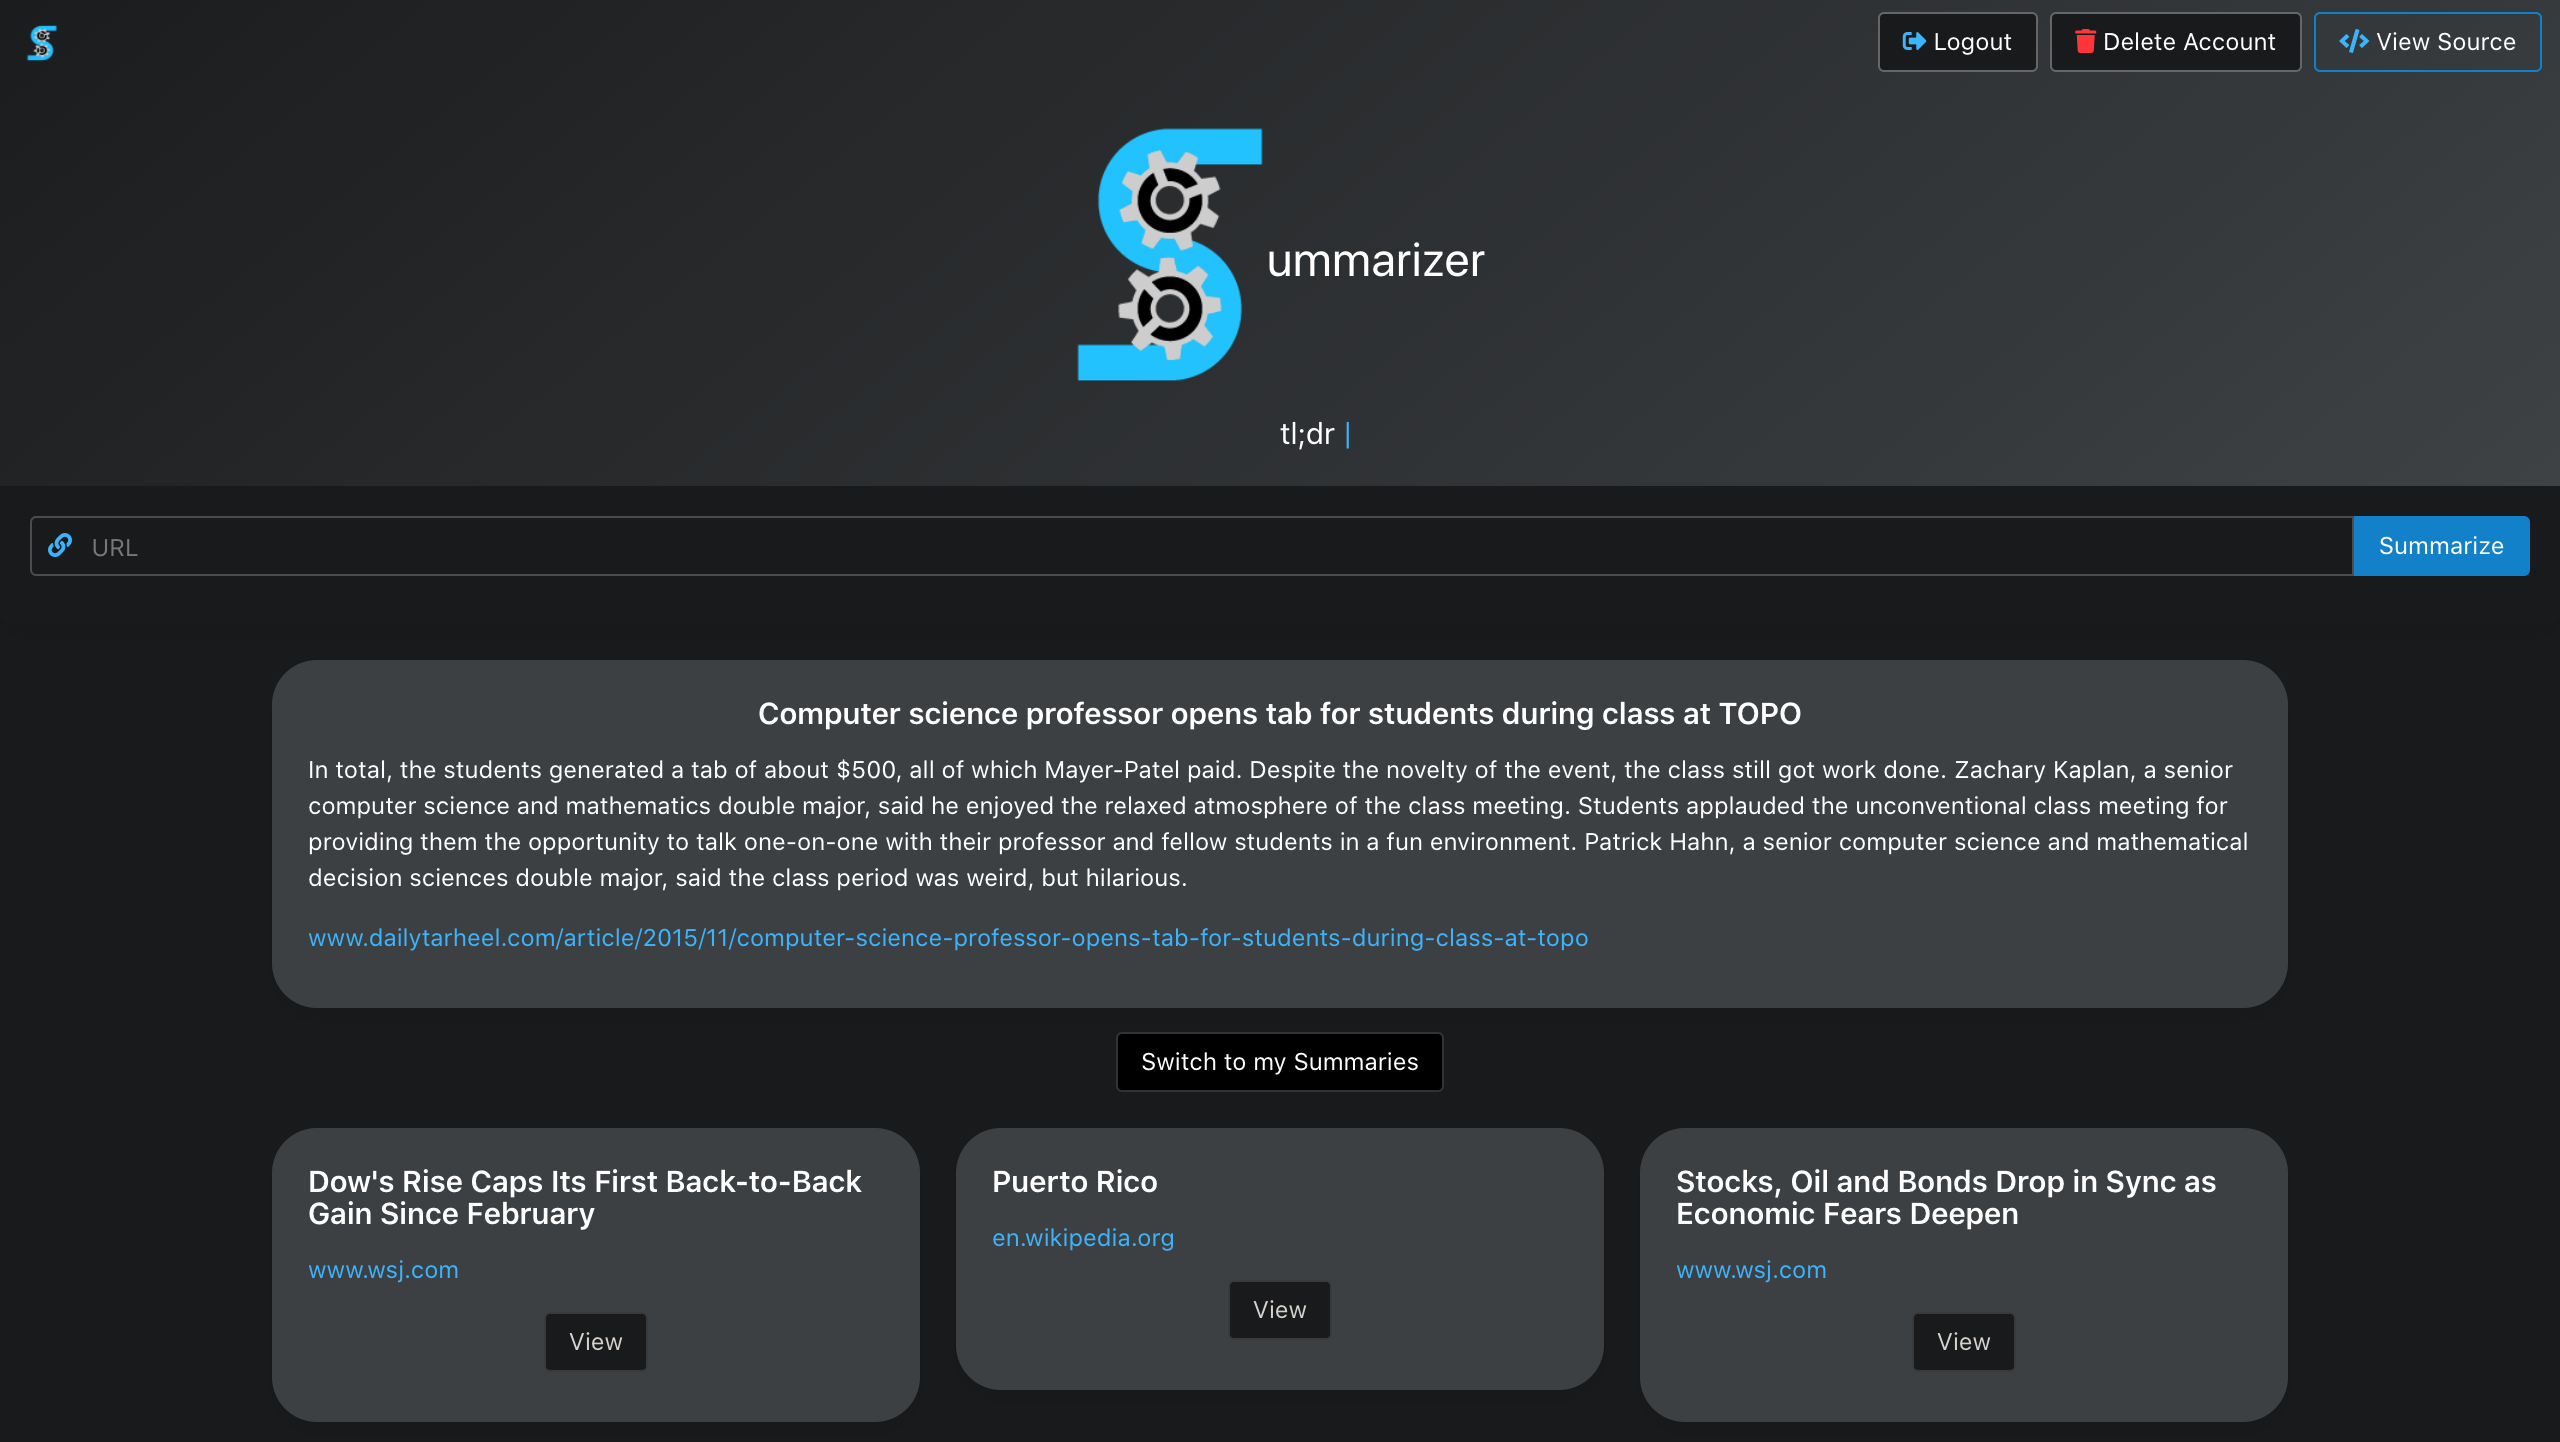 Logout
Delete Account
</> View Source
Summarizer
tl;dr |
URL
Summarize
Computer science professor opens tab for students during class at TOPO
In total, the students generated a tab of about $500, all of which Mayer-Patel paid. Despite the novelty of the event, the class still got work done. Zachary Kaplan, a senior
computer science and mathematics double major, said he enjoyed the relaxed atmosphere of the class meeting. Students applauded the unconventional class meeting for
providing them the opportunity to talk one-on-one with their professor and fellow students in a fun environment. Patrick Hahn, a senior computer science and mathematical
decision sciences double major, said the class period was weird, but hilarious.
www.dailytarheel.com/article/2015/11/computer-science-professor-opens-tab-for-students-during-class-at-topo
Switch to my Summaries
Dow's Rise Caps Its First Back-to-Back
Gain Since February
www.wsj.com
View
Puerto Rico
en.wikipedia.org
View
Stocks, Oil and Bonds Drop in Sync as
Economic Fears Deepen
www.wsj.com
View